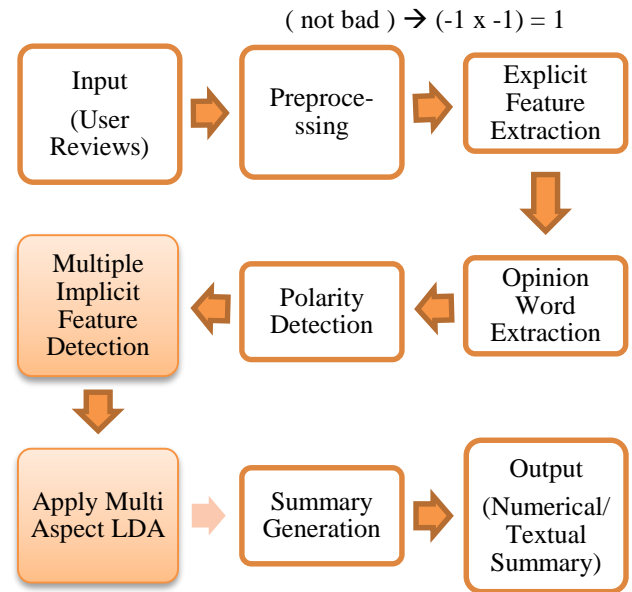 ( not bad ) → (-1 x -1) = 1
Input
(User
Reviews)
Preproce-
ssing
Explicit
Feature
Extraction
Multiple
Implicit
Feature
Detection
Polarity
Detection
Opinion
Word
Extraction
Apply Multi
Aspect LDA
Summary
Generation
Output
(Numerical/
Textual
Summary)